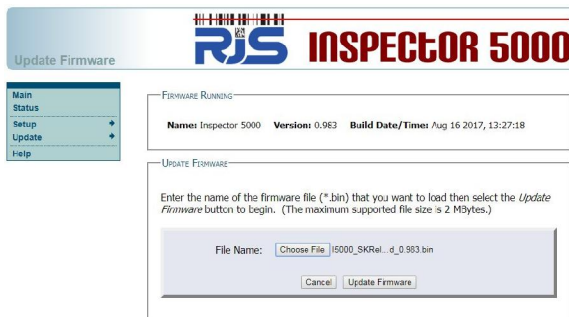 RJS INSPECtOR 5000
Update Firmware
Main
Status
Setup
Update
Help
FIRMWARE RUNNING
Name: Inspector 5000 Version: 0.983 Build Date/Time: Aug 16 2017, 13:27:18
UPDATE FIRMWARE
Enter the name of the firmware file (*.bin) that you want to load then select the Update
Firmware button to begin. (The maximum supported file size is 2 MBytes.)
File Name: Choose File I5000_SKRel...d_0.983.bin
Cancel Update Firmware